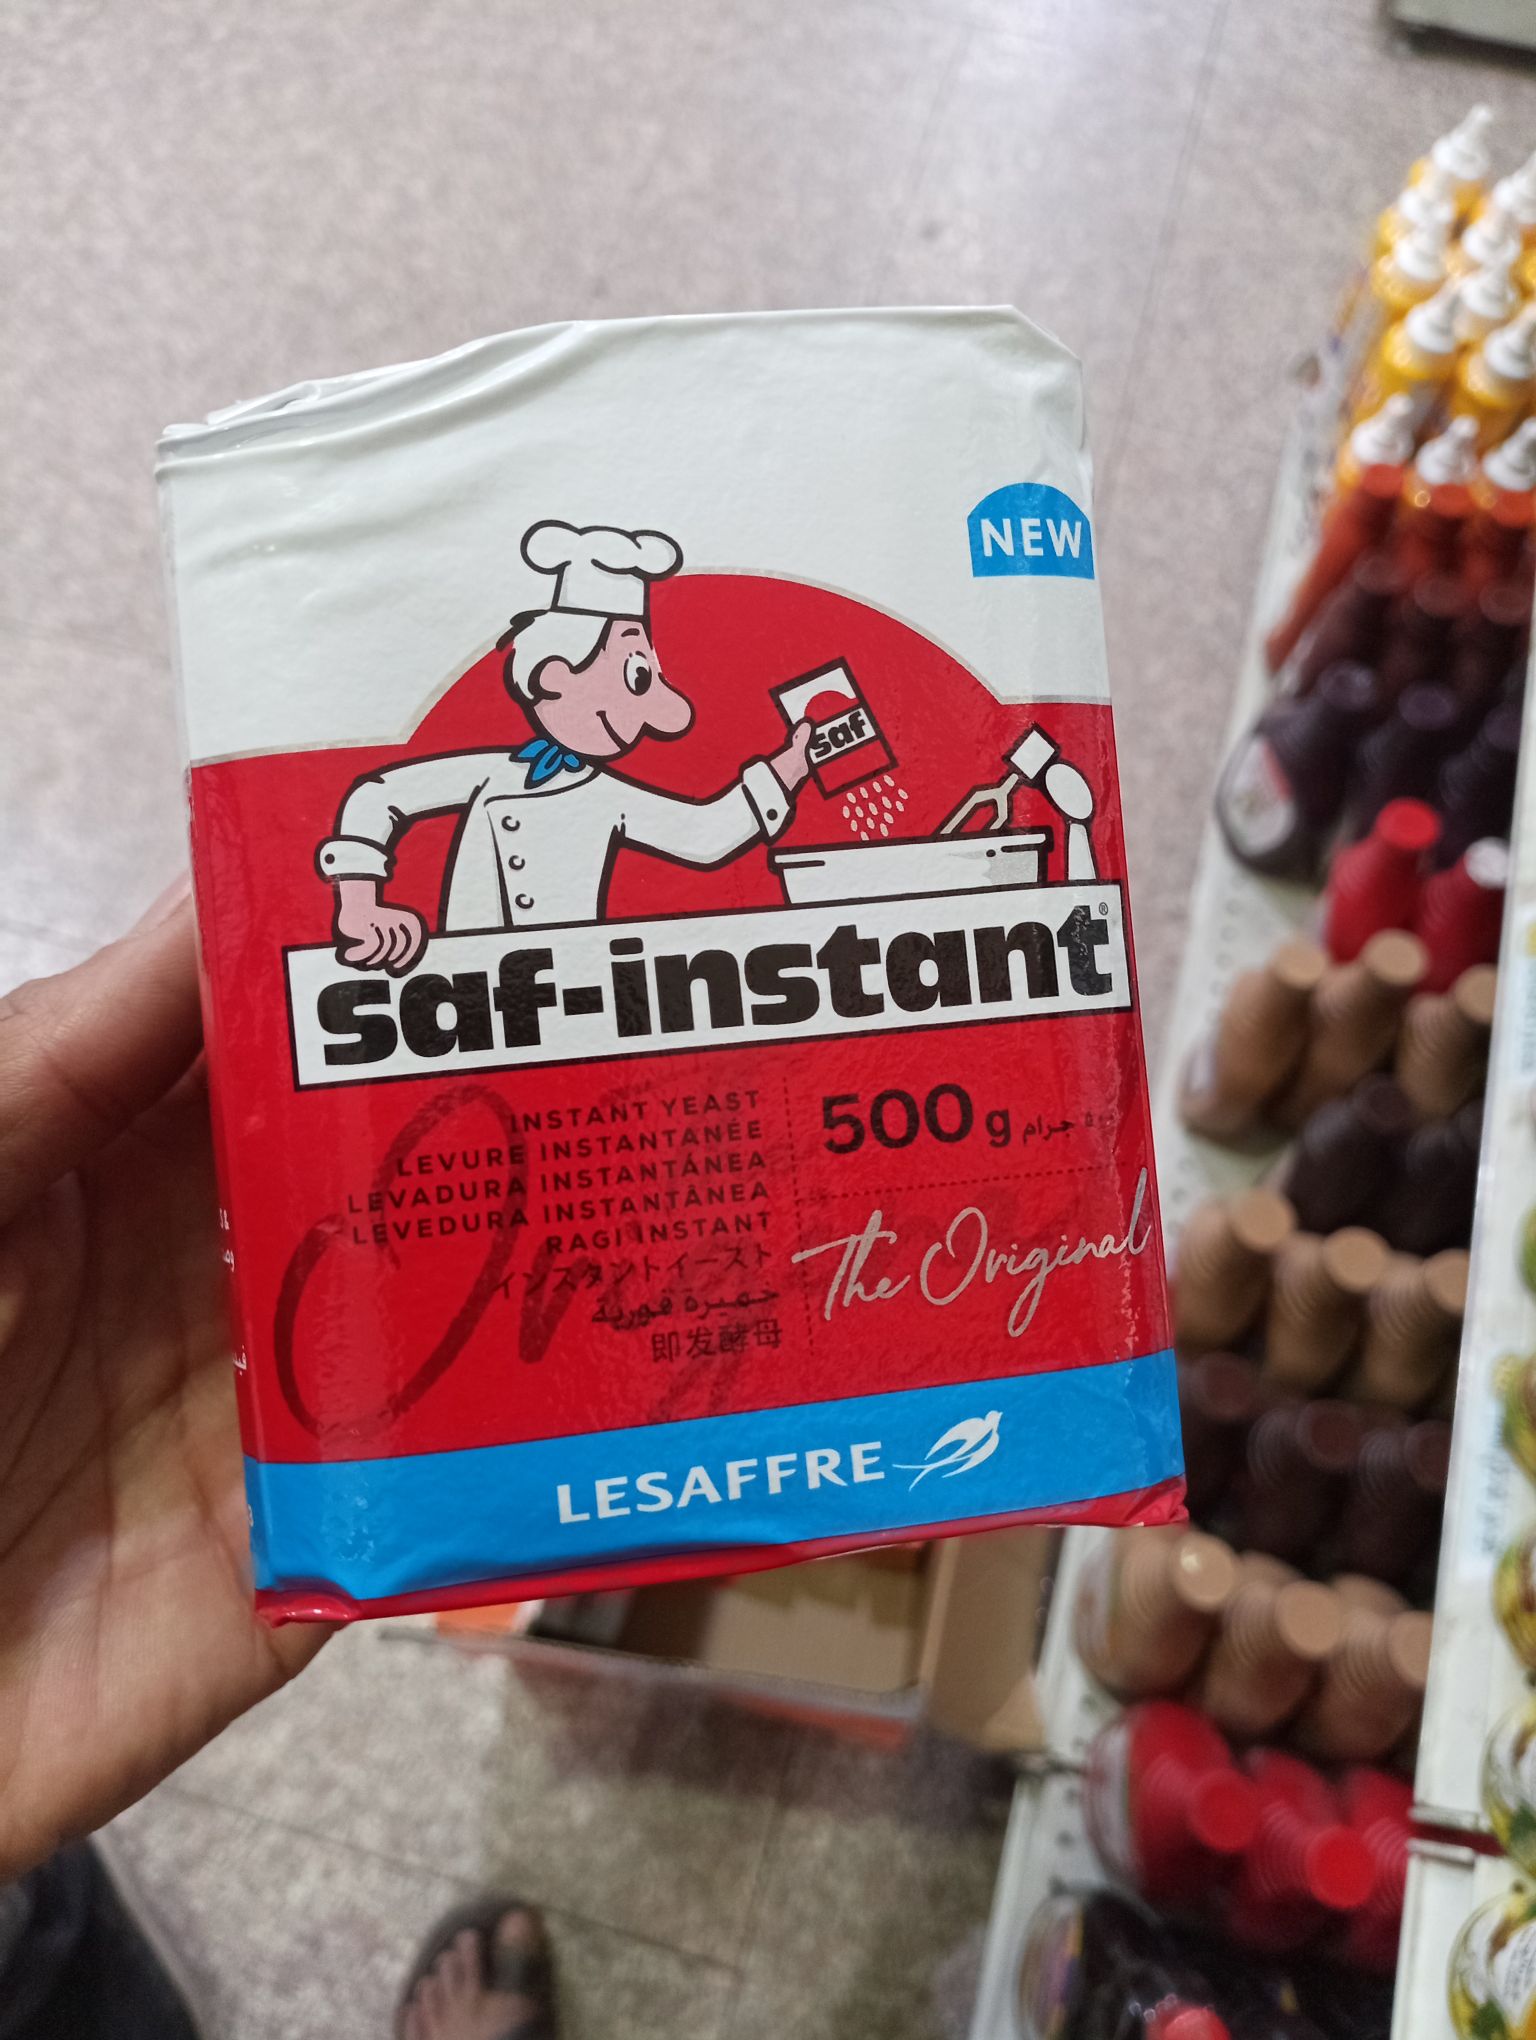 NEW
saf
saf-instant®
INSTANT YEAST
LEVURE INSTANTANÉE
LEVADURA INSTANTÁNEA
LEVEDURA INSTANTÂNEA
RAGI INSTANT
インスタントイースト
خميرة فورية
即发酵母
500 g جرام
The Original
LESAFFRE